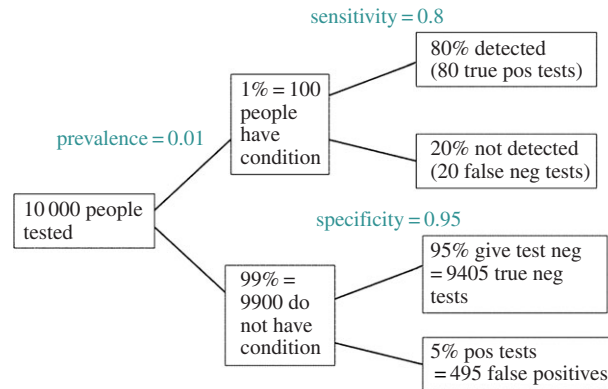 sensitivity = 0.8
80% detected
(80 true pos tests)
1% = 100
people
have
condition
prevalence = 0.01
20% not detected
(20 false neg tests)
10 000 people
tested
specificity = 0.95
95% give test neg
= 9405 true neg
tests
99% =
9900 do
not have
condition
5% pos tests
= 495 false positives